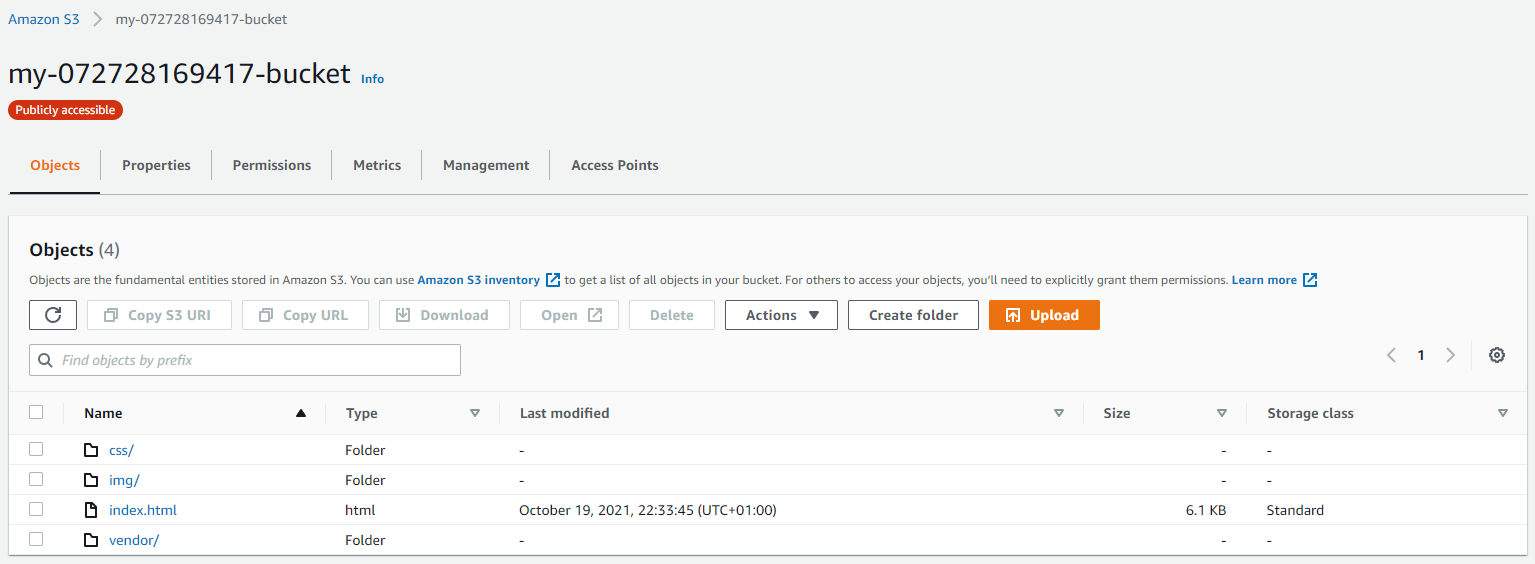 Amazon S3 > my-072728169417-bucket
my-072728169417-bucket Info
Publicly accessible
Objects Properties Permissions Metrics Management Access Points
Objects (4)
Objects are the fundamental entities stored in Amazon S3. You can use Amazon S3 inventory to get a list of all objects in your bucket. For others to access your objects, you’ll need to explicitly grant them permissions. Learn more
Copy S3 URI Copy URL Download Open Delete Actions Create folder Upload
Find objects by prefix 1
Name Type Last modified Size Storage class
css/ Folder - - -
img/ Folder - - -
index.html html October 19, 2021, 22:33:45 (UTC+01:00) 6.1 KB Standard
vendor/ Folder - - -